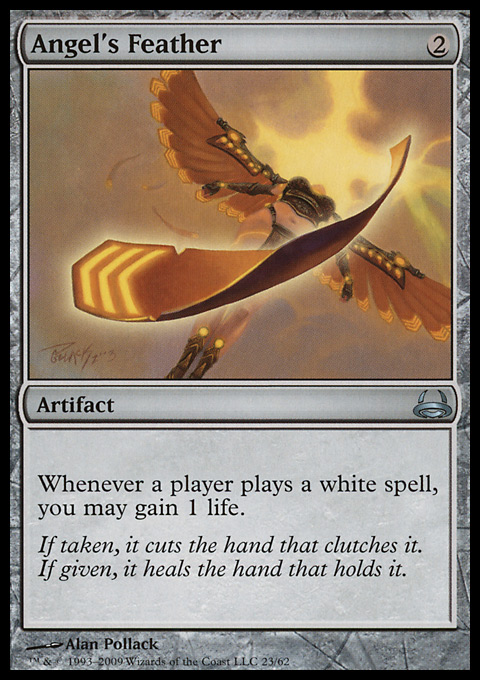 Angel's Feather 2
Artifact
Whenever a player plays a white spell,
you may gain 1 life.
If taken, it cuts the hand that clutches it.
If given, it heals the hand that holds it.
Alan Pollack
™ & © 1993-2009 Wizards of the Coast LLC 23/62